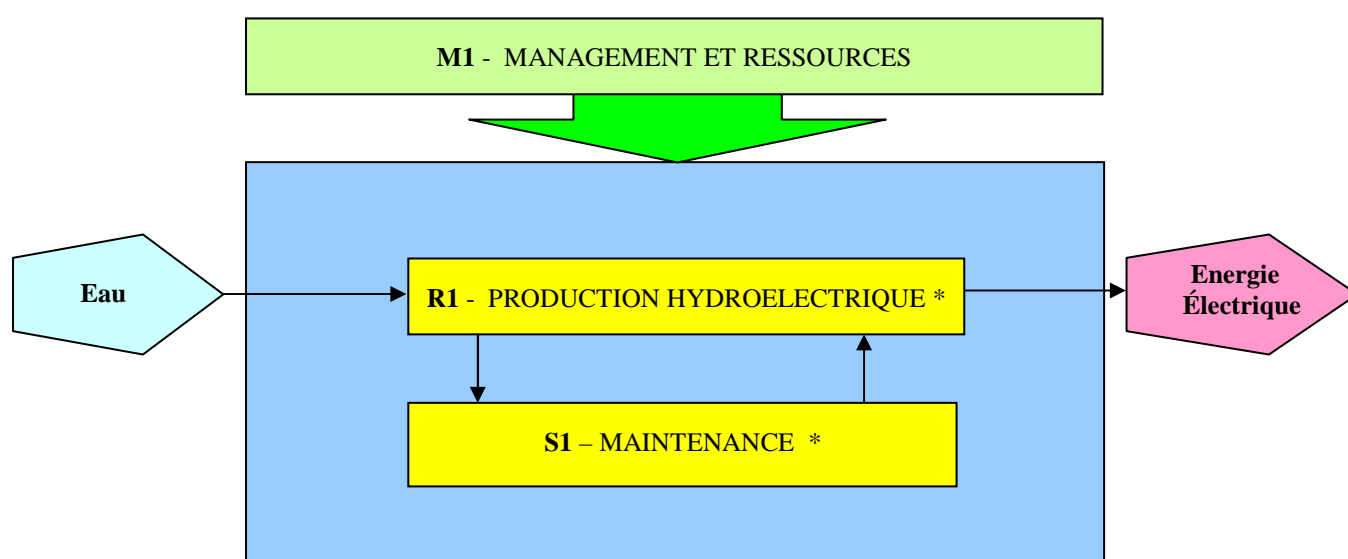 M1 - MANAGEMENT ET RESSOURCES
Eau
R1 - PRODUCTION HYDROELECTRIQUE *
Energie
Électrique
S1 – MAINTENANCE *